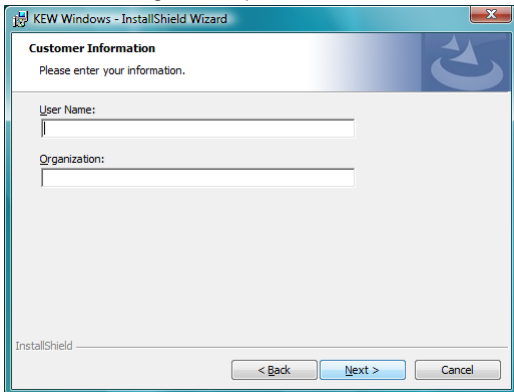 KEW Windows - InstallShield Wizard
Customer Information
Please enter your information.
User Name:
Organization:
InstallShield
< Back Next > Cancel